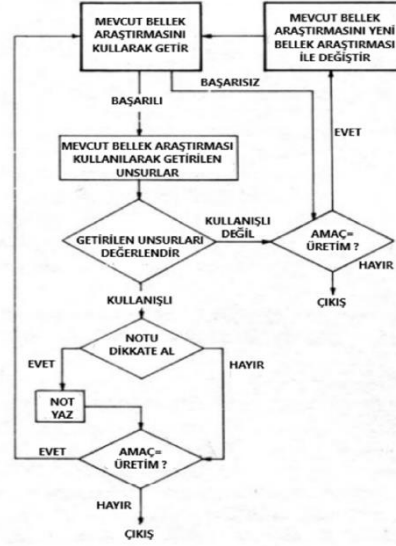 MEVCUT BELLEK
ARAŞTIRMASINI
KULLARAK GETİR
MEVCUT BELLEK
ARAŞTIRMASINI YENİ
BELLEK ARAŞTIRMASI
İLE DEĞİŞTİR
BAŞARISIZ
BAŞARILI
EVET
MEVCUT BELLEK ARAŞTIRMASI
KULLANILARAK GETİRİLEN
UNSURLAR
GETİRİLEN UNSURLARI
DEĞERLENDİR
KULLANIŞLI
DEĞİL
AMAÇ=
ÜRETİM ?
HAYIR
ÇIKIŞ
KULLANIŞLI
NOTU
DİKKATE AL
EVET
HAYIR
NOT
YAZ
EVET
AMAÇ=
ÜRETİM ?
HAYIR
ÇIKIŞ